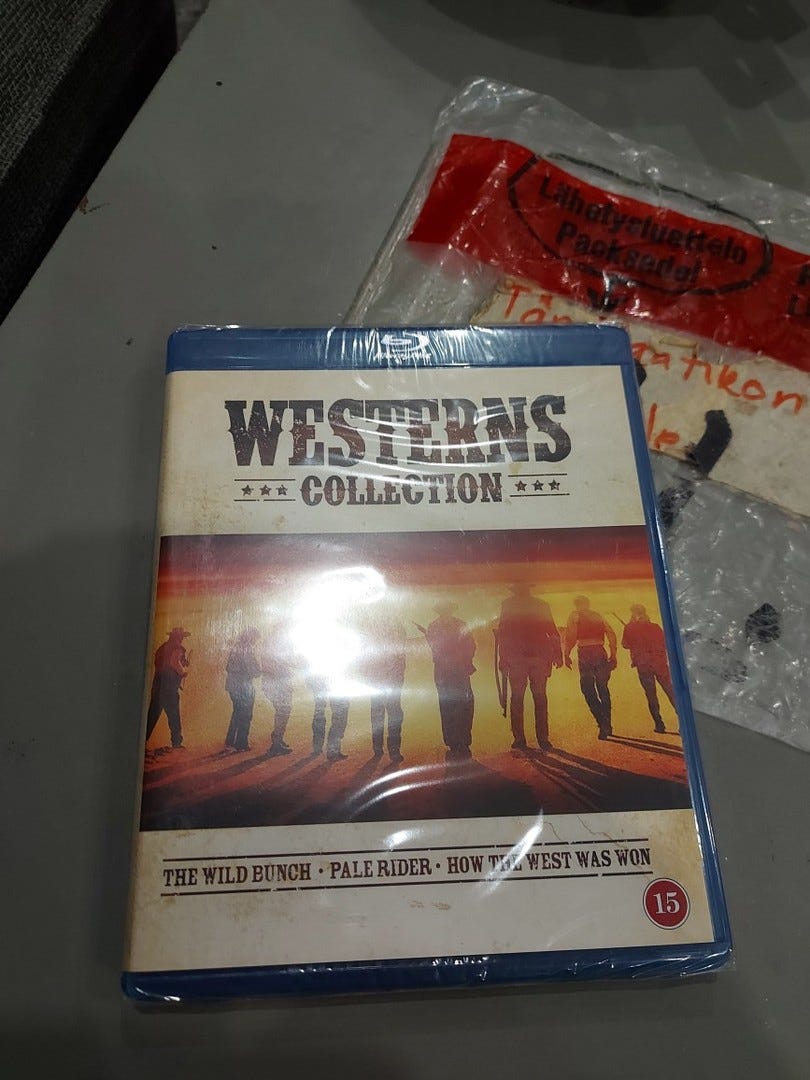 Lähetysluettelo
Packsedel
WESTERNS
★★★ COLLECTION ★★★
THE WILD BUNCH · PALE RIDER · HOW THE WEST WAS WON
15